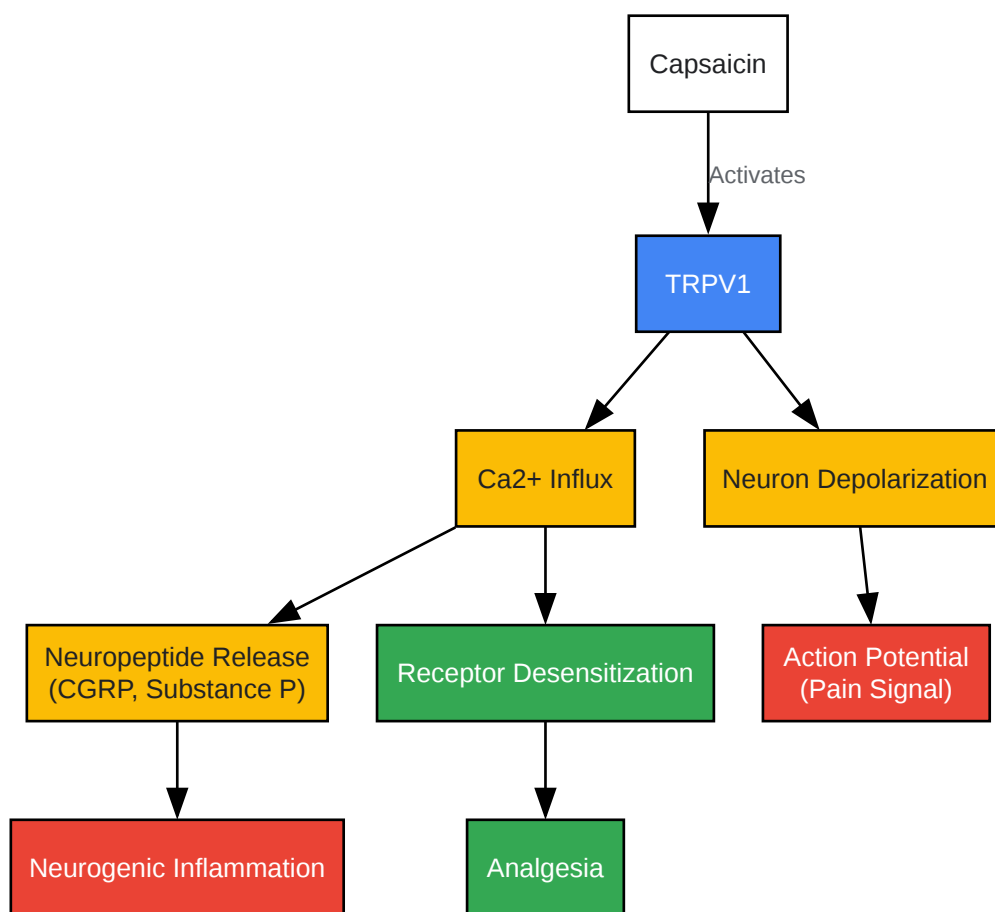 Capsaicin
Activates
TRPV1
Ca2+ Influx
Neuron Depolarization
Neuropeptide Release
(CGRP, Substance P)
Receptor Desensitization
Action Potential
(Pain Signal)
Neurogenic Inflammation
Analgesia